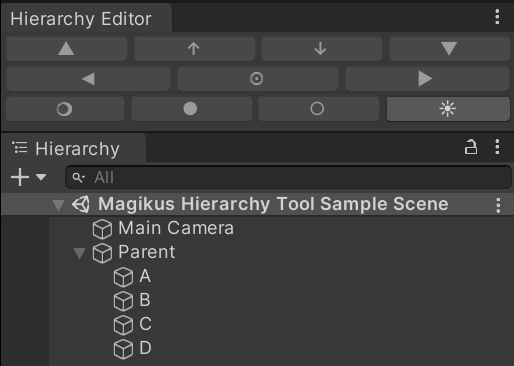 Hierarchy Editor
Hierarchy
All
Magikus Hierarchy Tool Sample Scene
Main Camera
Parent
A
B
C
D